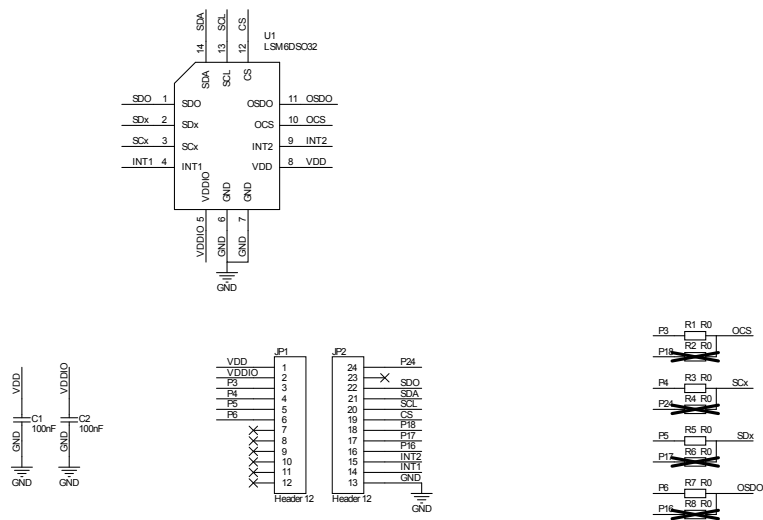 SDA
SCL
CS
14
13
12
U1
LSM6DSO32
SDA
SCL
CS
SDO 1 SDO OSDO 11 OSDO
SDx 2 SDx OCS 10 OCS
SCx 3 SCx INT2 9 INT2
INT1 4 INT1 VDD 8 VDD
VDDIO
GND
GND
5
6
7
VDDIO
GND
GND
GND
VDD
C1
100nF
GND
GND
VDDIO
C2
100nF
GND
GND
JP1
VDD 1
VDDIO 2
P3 3
P4 4
P5 5
P6 6
7
8
9
10
11
12
Header 12
JP2
24 P24
23
22 SDO
21 SDA
20 SCL
19 CS
18 P18
17 P17
16 P16
15 INT2
14 INT1
13 GND
Header 12
GND
R1 R0
P3 OCS
R2 R0
P18
R3 R0
P4 SCx
R4 R0
P24
R5 R0
P5 SDx
R6 R0
P17
R7 R0
P6 OSDO
R8 R0
P16